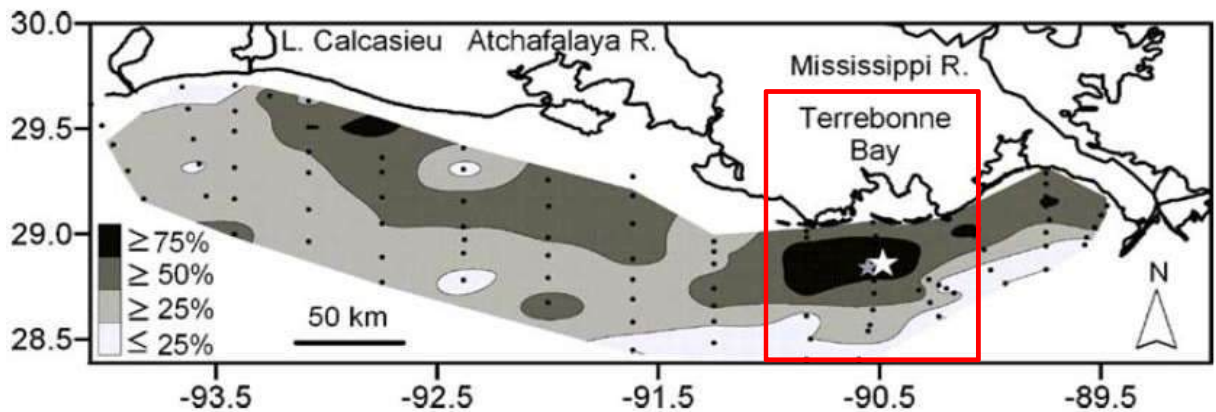 30.0
L. Calcasieu Atchafalaya R.
Mississippi R.
Terrebonne
Bay
29.5
29.0
≥ 75%
≥ 50%
≥ 25%
≤ 25%
50 km
N
28.5
-93.5 -92.5 -91.5 -90.5 -89.5